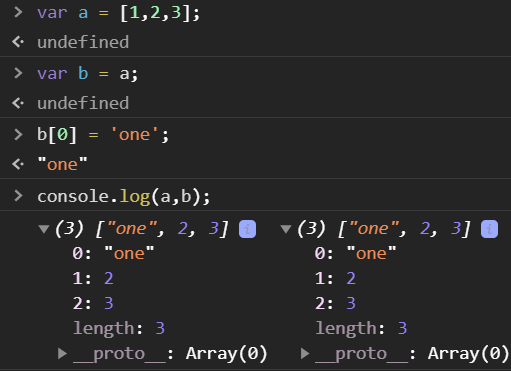 > var a = [1,2,3];
<· undefined
> var b = a;
<· undefined
> b[0] = 'one';
<· "one"
> console.log(a,b);
▼(3) ["one", 2, 3] i ▼(3) ["one", 2, 3] i
0: "one" 0: "one"
1: 2 1: 2
2: 3 2: 3
length: 3 length: 3
▶__proto__: Array(0) ▶__proto__: Array(0)